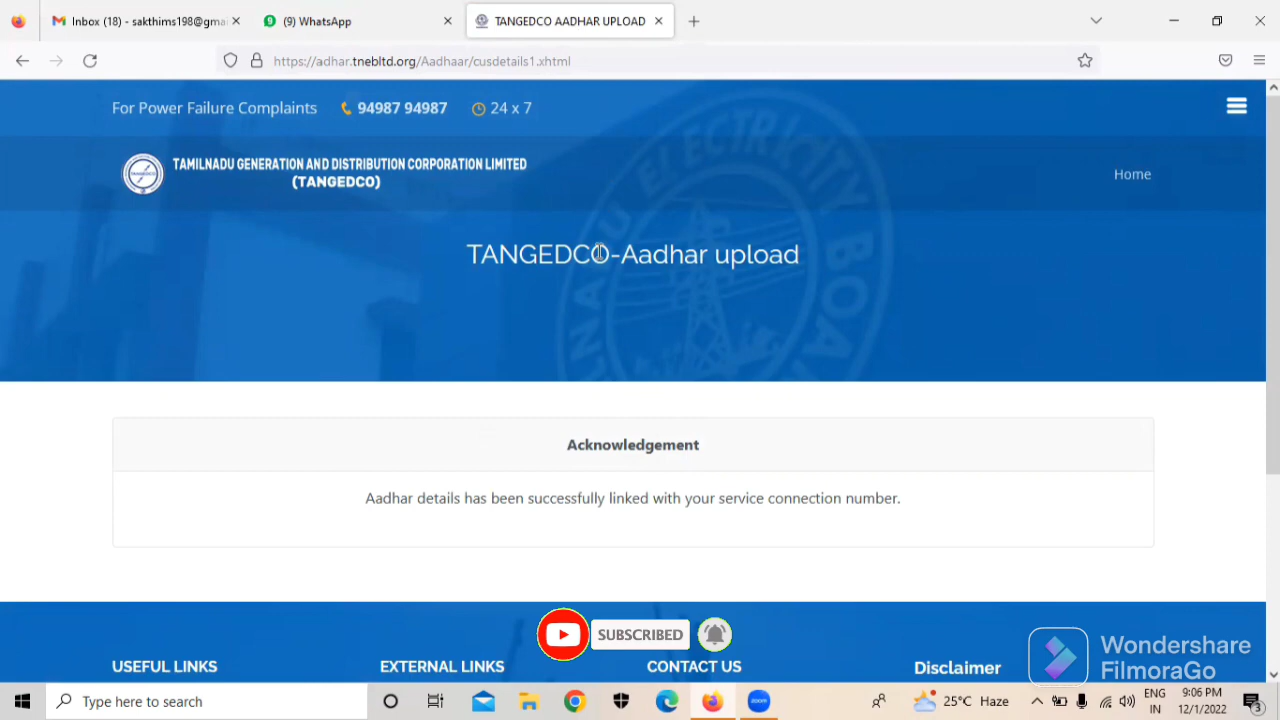 Inbox (18) - sakthims198@gma
(9) WhatsApp
TANGEDCO AADHAR UPLOAD
https://adhar.tnebltd.org/Aadhaar/cusdetails1.xhtml
For Power Failure Complaints 94987 94987 24 x 7
TAMILNADU GENERATION AND DISTRIBUTION CORPORATION LIMITED
(TANGEDCO)
Home
TANGEDCO-Aadhar upload
Acknowledgement
Aadhar details has been successfully linked with your service connection number.
SUBSCRIBED
USEFUL LINKS
EXTERNAL LINKS
CONTACT US
Disclaimer
Wondershare
FilmoraGo
Type here to search
zoom
25°C Haze
ENG
IN
9:06 PM
12/1/2022
3